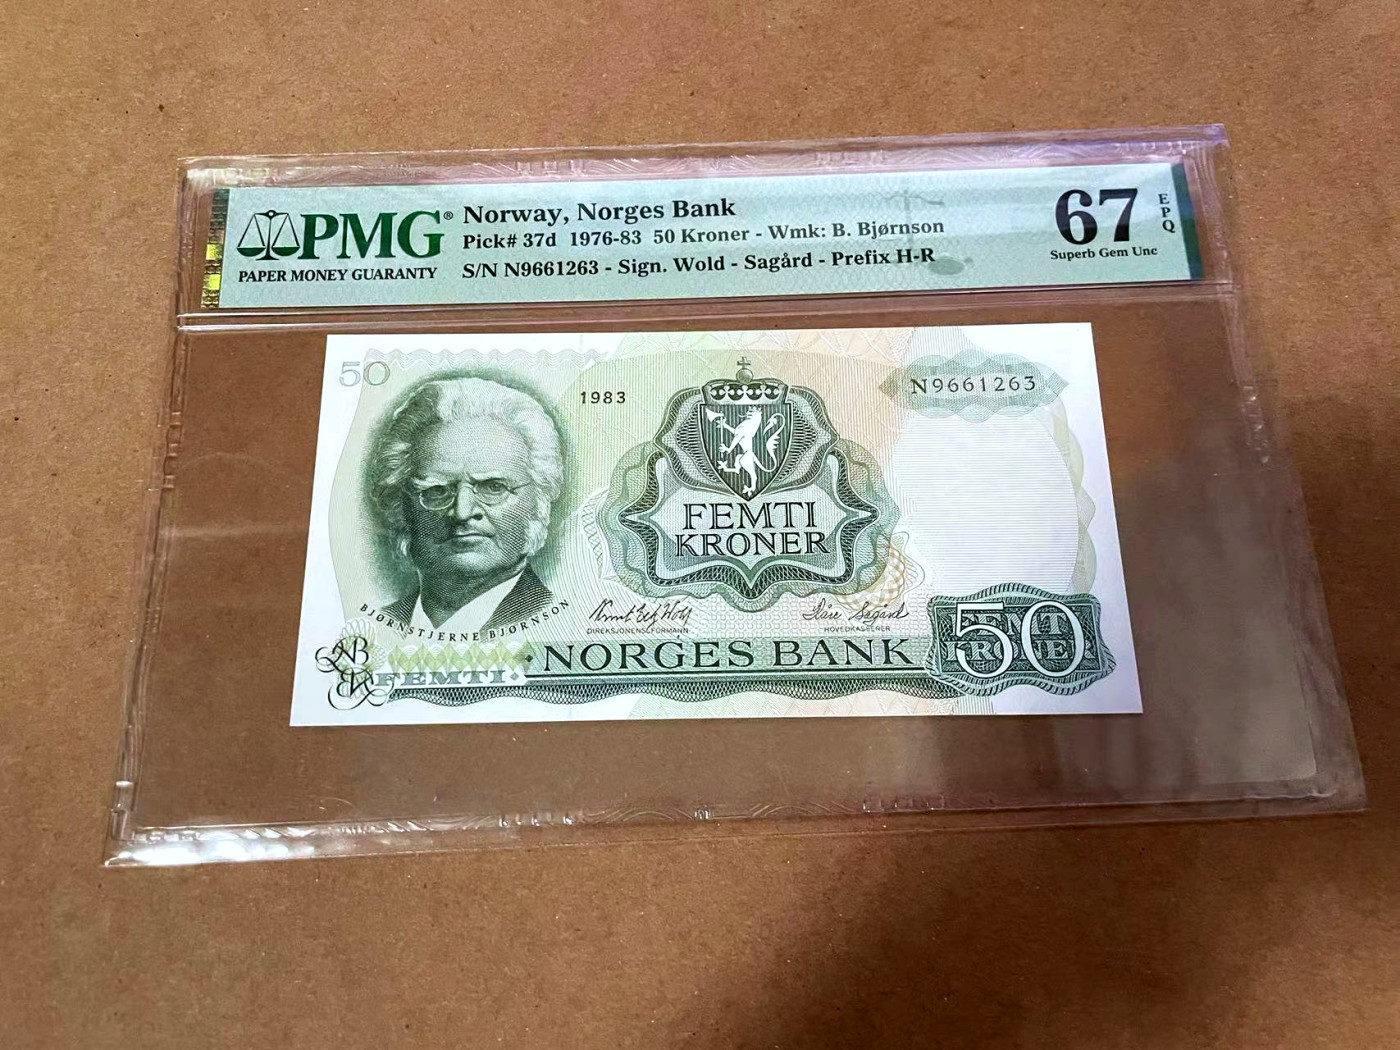 PMG®
PAPER MONEY GUARANTY
Norway, Norges Bank
Pick# 37d 1976-83 50 Kroner - Wmk: B. Bjørnson
S/N N9661263 - Sign. Wold - Sagård - Prefix H-R
67
EPQ
Superb Gem Unc
50
1983
N9661263
FEMTI
KRONER
BJØRNSTJERNE BJØRNSON
DIREKSJONENS FORMANN
HOVEDKASSERER
FEMTI
NORGES BANK
50
FEMTI
KRONER